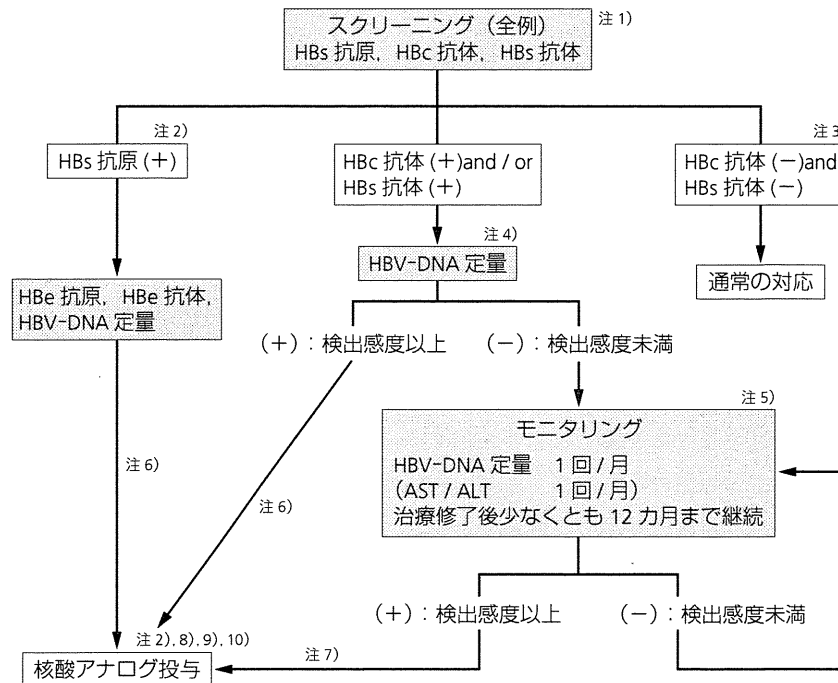 スクリーニング（全例）
HBs 抗原，HBc 抗体，HBs 抗体
注 1）
注 2）
HBs 抗原（＋）
HBc 抗体（＋）and / or
HBs 抗体（＋）
注 3
HBc 抗体（－）and
HBs 抗体（－）
注 4）
HBV-DNA 定量
通常の対応
HBe 抗原，HBe 抗体，
HBV-DNA 定量
（＋）：検出感度以上
（－）：検出感度未満
注 5）
モニタリング
HBV-DNA 定量　1 回 / 月
（AST / ALT　1 回 / 月）
治療修了後少なくとも 12 カ月まで継続
注 6）
注 6）
（＋）：検出感度以上
（－）：検出感度未満
注 2），8），9），10）
核酸アナログ投与
注 7）